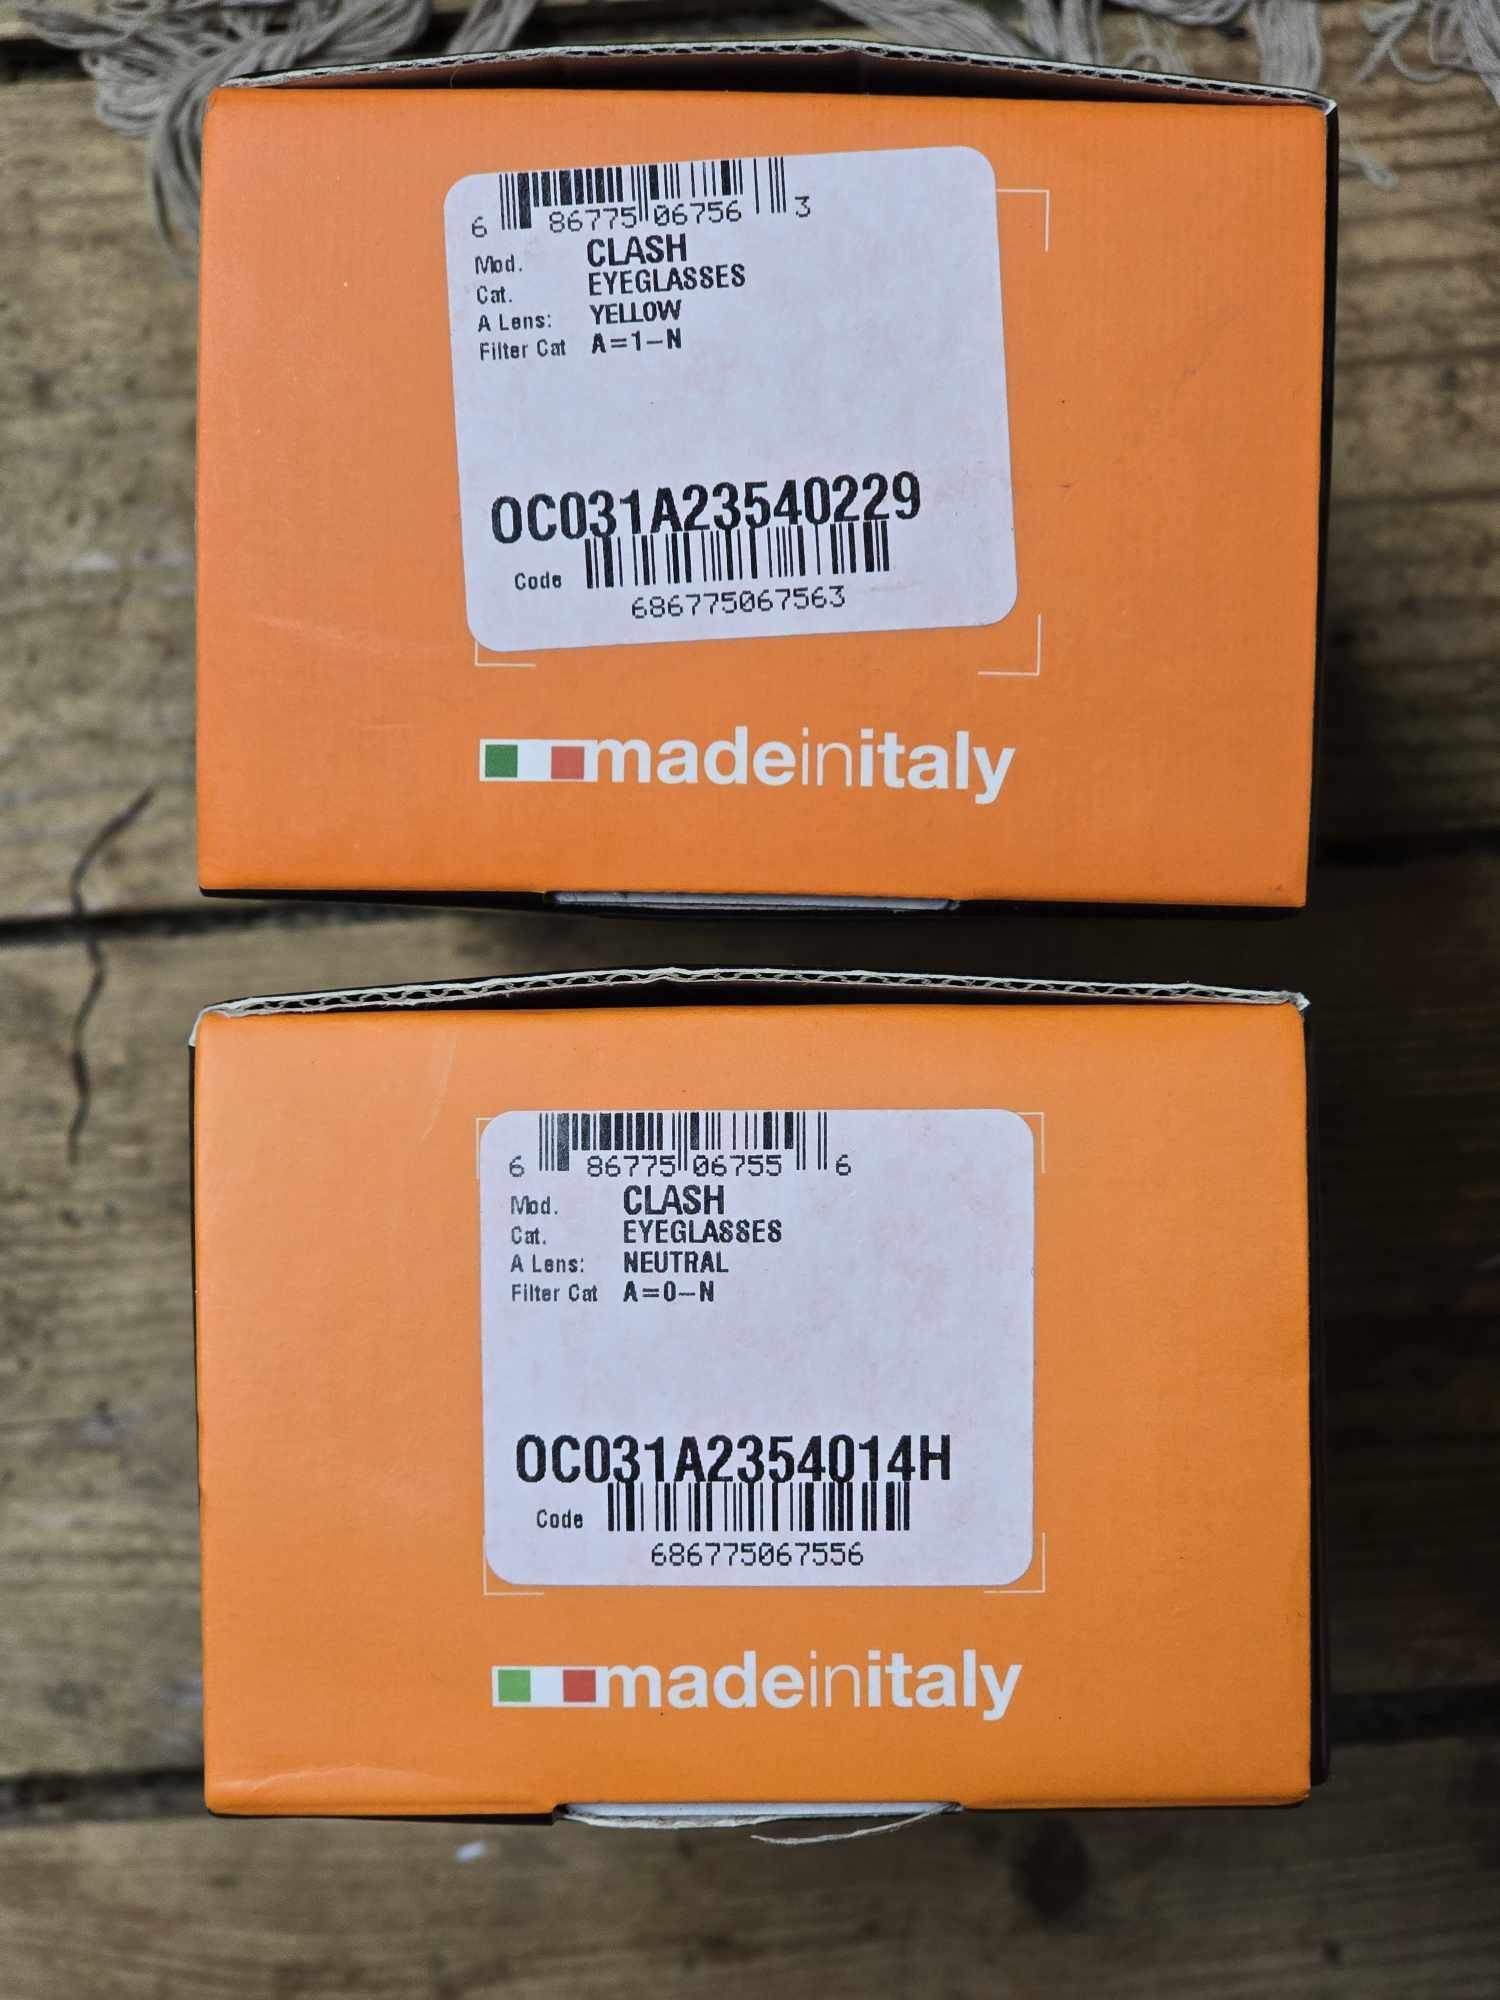 6 86775 06756 3
Mod. CLASH
Cat. EYEGLASSES
A Lens: YELLOW
Filter Cat A=1-N
OC031A23540229
Code
686775067563
madeinitaly
6 86775 06755 6
Mod. CLASH
Cat. EYEGLASSES
A Lens: NEUTRAL
Filter Cat A=0-N
OC031A2354014H
Code
686775067556
madeinitaly